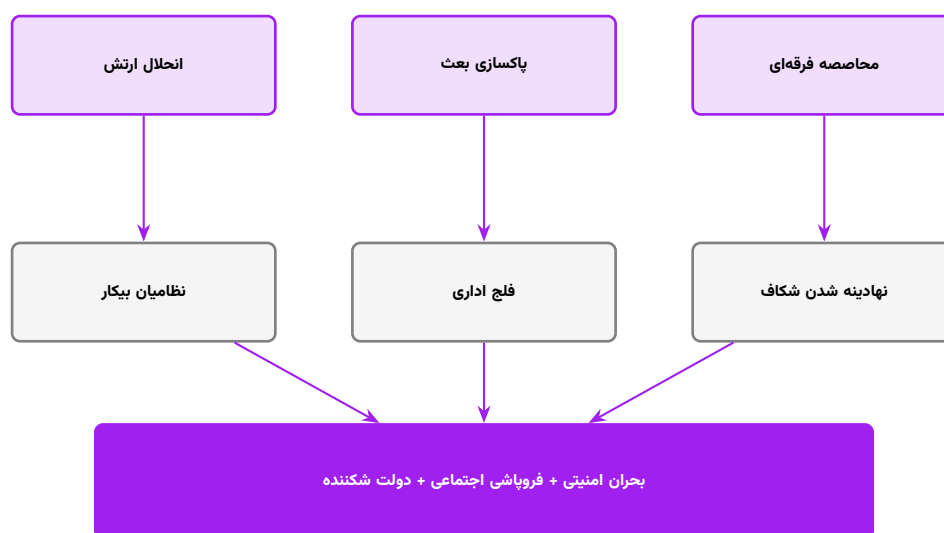 محاصصه فرقه‌ای
پاکسازی بعث
انحلال ارتش
نهادینه شدن شکاف
فلج اداری
نظامیان بیکار
بحران امنیتی + فروپاشی اجتماعی + دولت شکننده